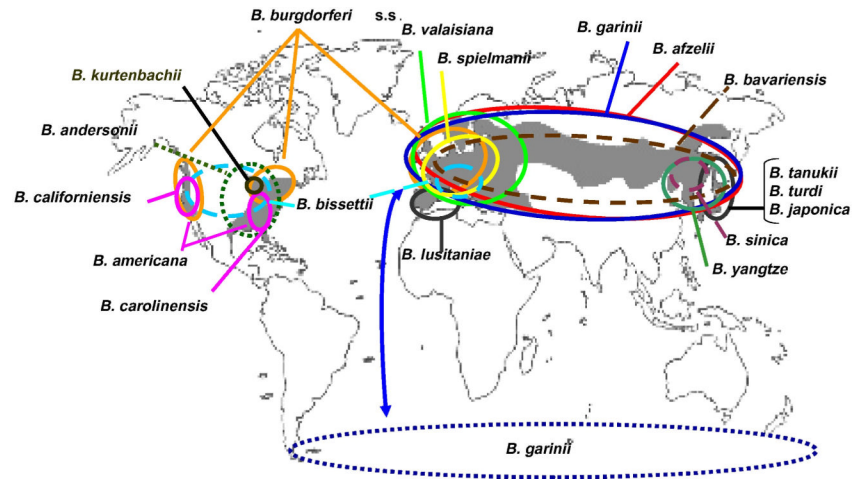 B. burgdorferi s.s.
B. valaisiana
B. garinii
B. spielmanii
B. afzelii
B. kurtenbachii
B. bavariensis
B. andersonii
B. tanukii
B. californiensis
B. bissettii
B. turdi
B. japonica
B. sinica
B. americana
B. lusitaniae
B. yangtze
B. carolinensis
B. garinii